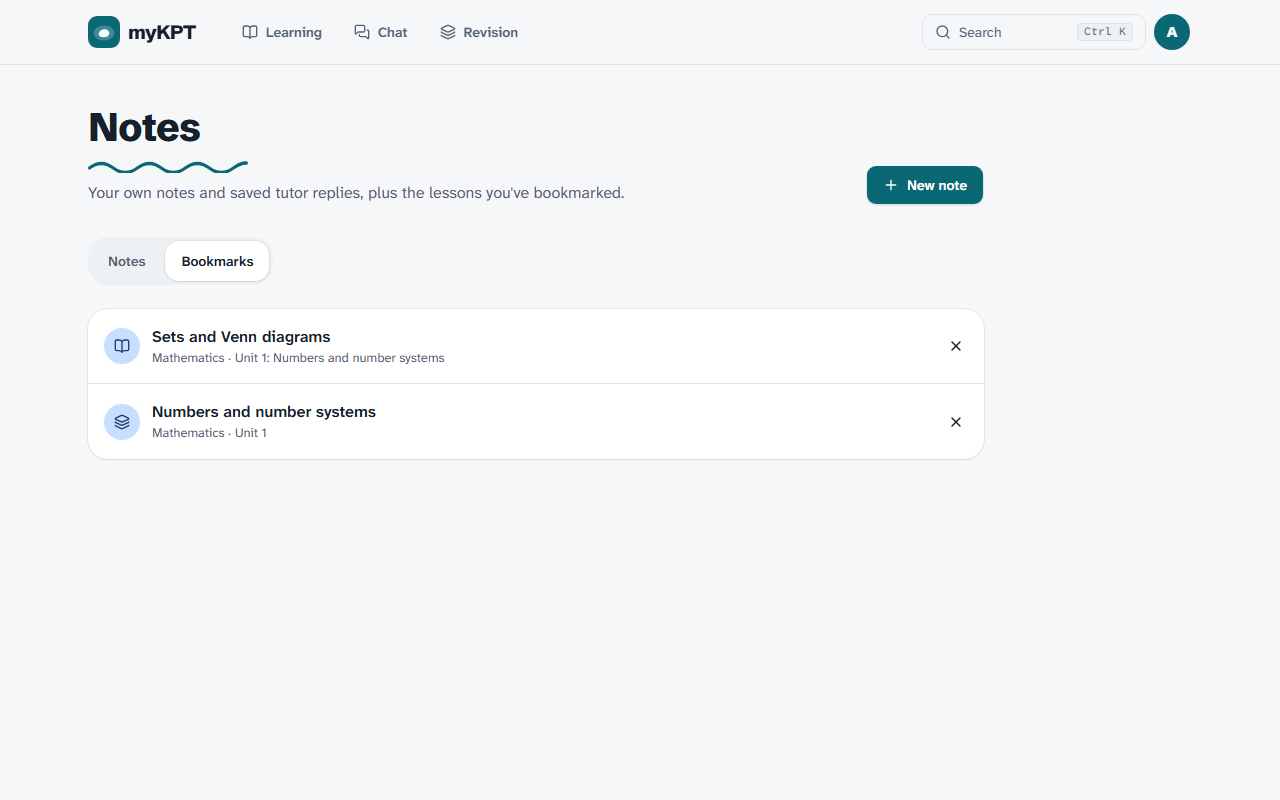 myKPT
Learning
Chat
Revision
Search
Ctrl K
A
Notes
Your own notes and saved tutor replies, plus the lessons you've bookmarked.
New note
Notes
Bookmarks
Sets and Venn diagrams
Mathematics · Unit 1: Numbers and number systems
Numbers and number systems
Mathematics · Unit 1